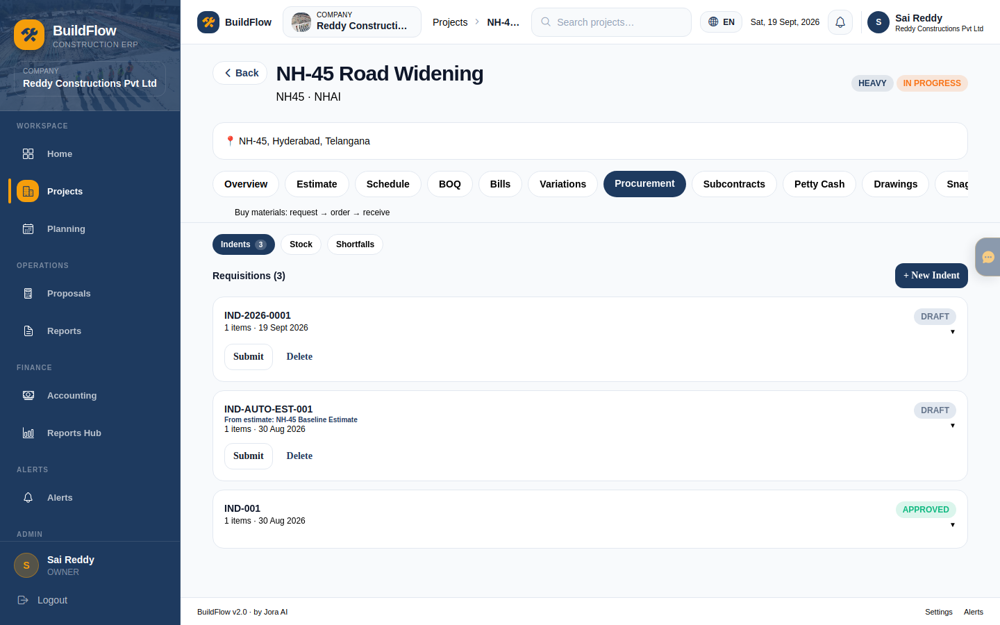 BuildFlow
CONSTRUCTION ERP
COMPANY
Reddy Constructions Pvt Ltd
WORKSPACE
Home
Projects
Planning
OPERATIONS
Proposals
Reports
FINANCE
Accounting
Reports Hub
ALERTS
Alerts
ADMIN
S
Sai Reddy
OWNER
Logout
BuildFlow
COMPANY
Reddy Constructi...
Projects
NH-4...
Search projects...
EN
Sat, 19 Sept, 2026
S
Sai Reddy
Reddy Constructions Pvt Ltd
Back
NH-45 Road Widening
NH45 · NHAI
HEAVY
IN PROGRESS
NH-45, Hyderabad, Telangana
Overview
Estimate
Schedule
BOQ
Bills
Variations
Procurement
Subcontracts
Petty Cash
Drawings
Snag
Buy materials: request → order → receive
Indents 3
Stock
Shortfalls
Requisitions (3)
+ New Indent
IND-2026-0001
1 items · 19 Sept 2026
DRAFT
▼
Submit
Delete
IND-AUTO-EST-001
From estimate: NH-45 Baseline Estimate
1 items · 30 Aug 2026
DRAFT
▼
Submit
Delete
IND-001
1 items · 30 Aug 2026
APPROVED
▼
BuildFlow v2.0 · by Jora AI
Settings
Alerts